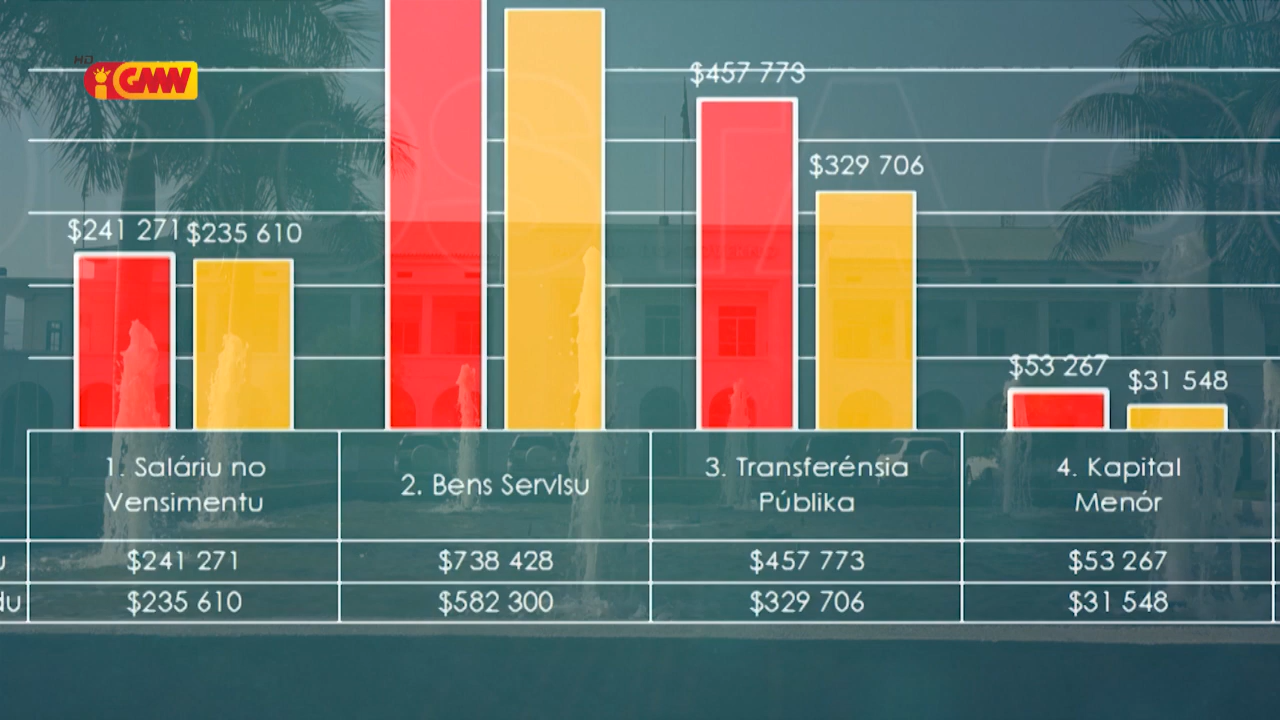 HD
GMN
$457 773
$329 706
$241 271
$235 610
$53 267
$31 548
1. Saláriu no
Vensimentu
2. Bens ServIsu
3. Transferénsia
Públika
4. Kapital
Menór
$241 271
$738 428
$457 773
$53 267
du
$235 610
$582 300
$329 706
$31 548